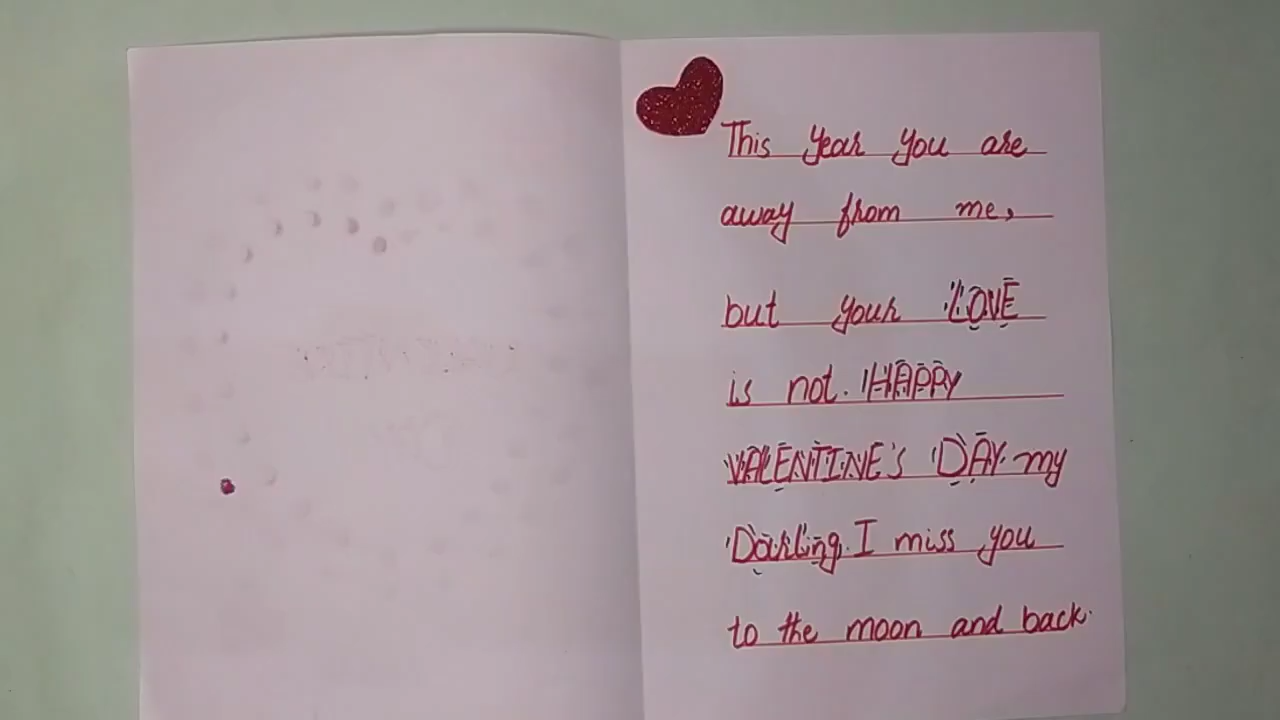 This Year You are
away from me,
but your LOVE
is not. HAPPY
VALENTINE'S DAY. my
Darling. I miss you
to the moon and back.